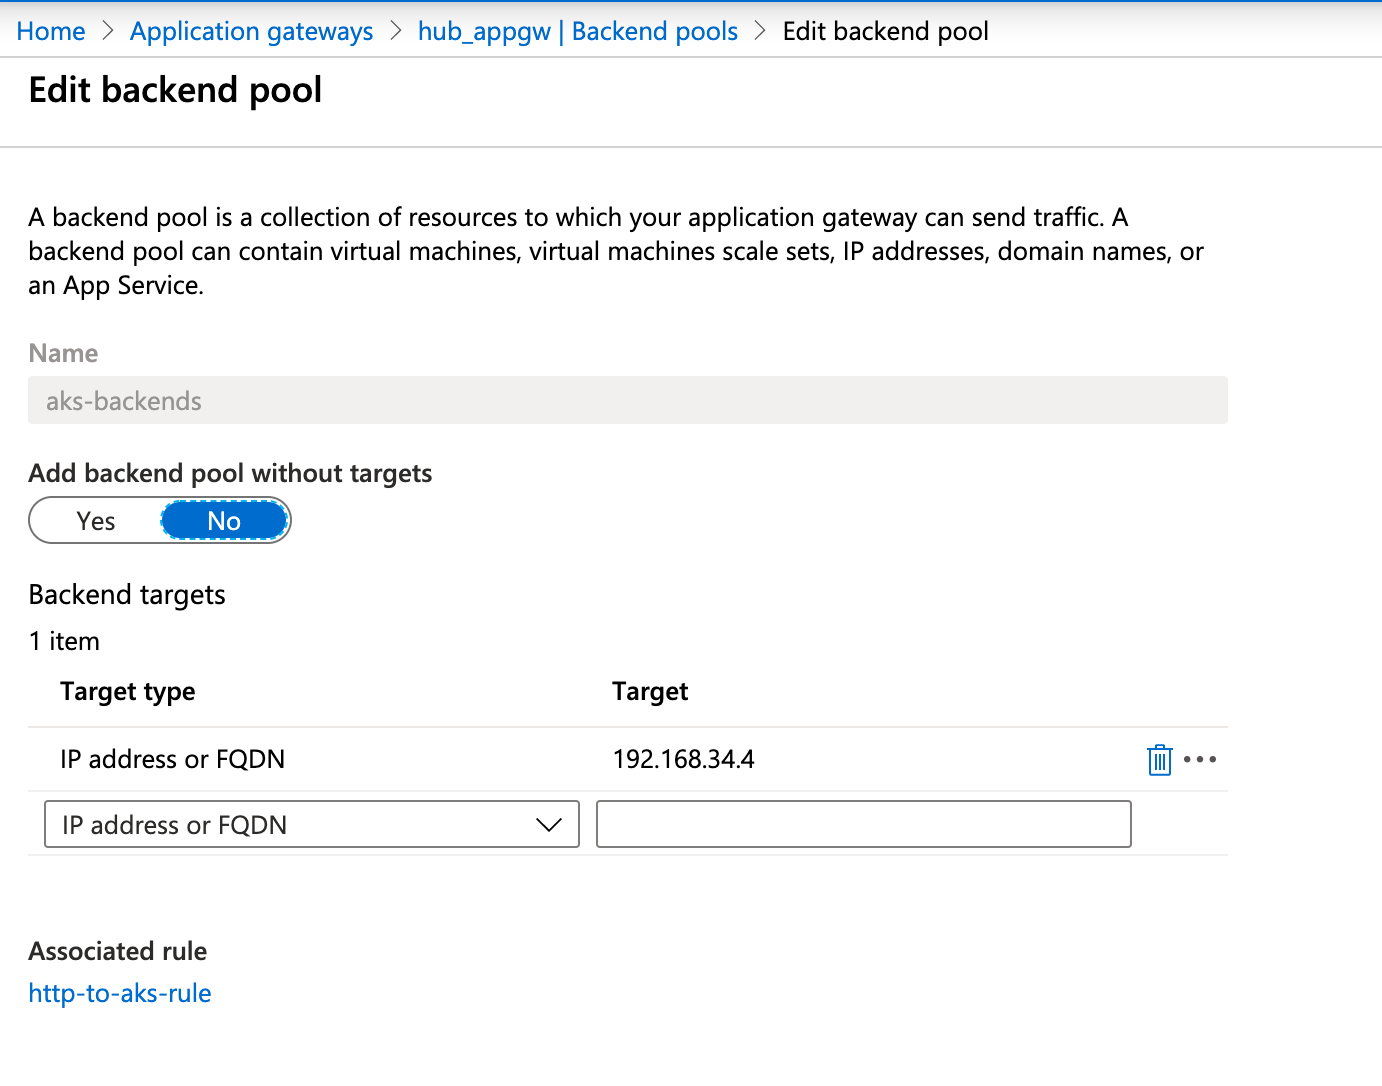 Home > Application gateways > hub_appgw | Backend pools > Edit backend pool
Edit backend pool
A backend pool is a collection of resources to which your application gateway can send traffic. A
backend pool can contain virtual machines, virtual machines scale sets, IP addresses, domain names, or
an App Service.
Name
aks-backends
Add backend pool without targets
Yes No
Backend targets
1 item
Target type Target
IP address or FQDN 192.168.34.4
IP address or FQDN
Associated rule
http-to-aks-rule